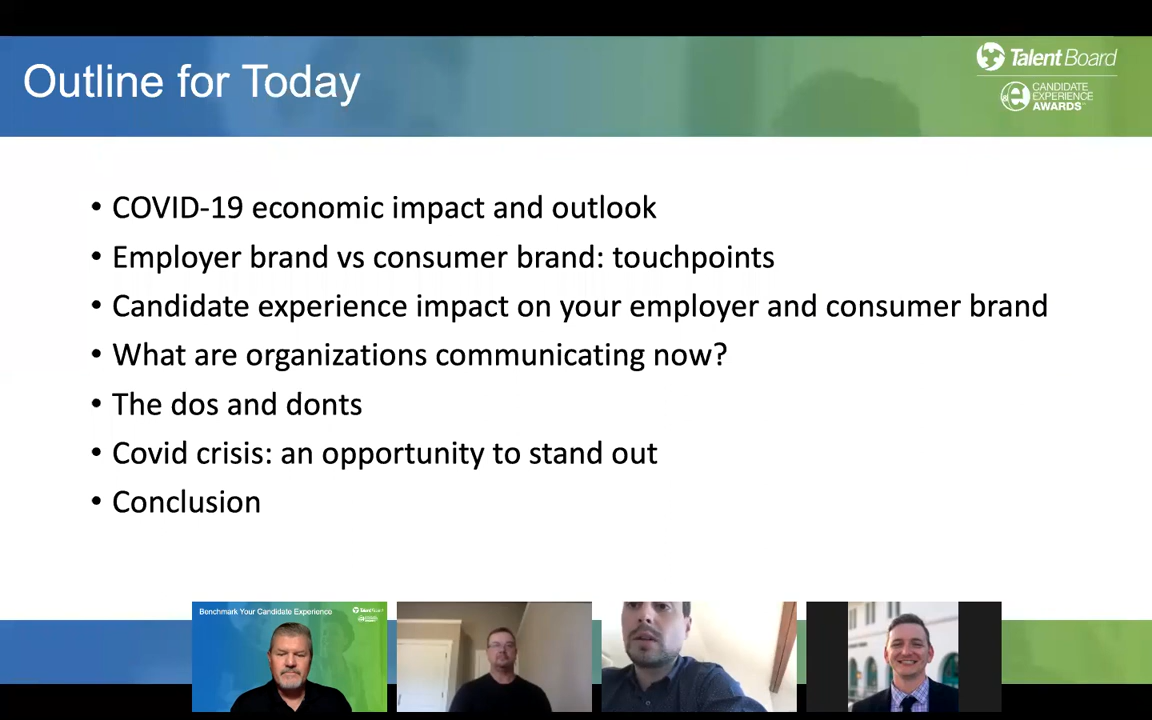 Outline for Today
TalentBoard
CANDIDATE
EXPERIENCE
AWARDS
• COVID-19 economic impact and outlook
• Employer brand vs consumer brand: touchpoints
• Candidate experience impact on your employer and consumer brand
• What are organizations communicating now?
• The dos and donts
• Covid crisis: an opportunity to stand out
• Conclusion
Benchmark Your Candidate Experience
TalentBoard